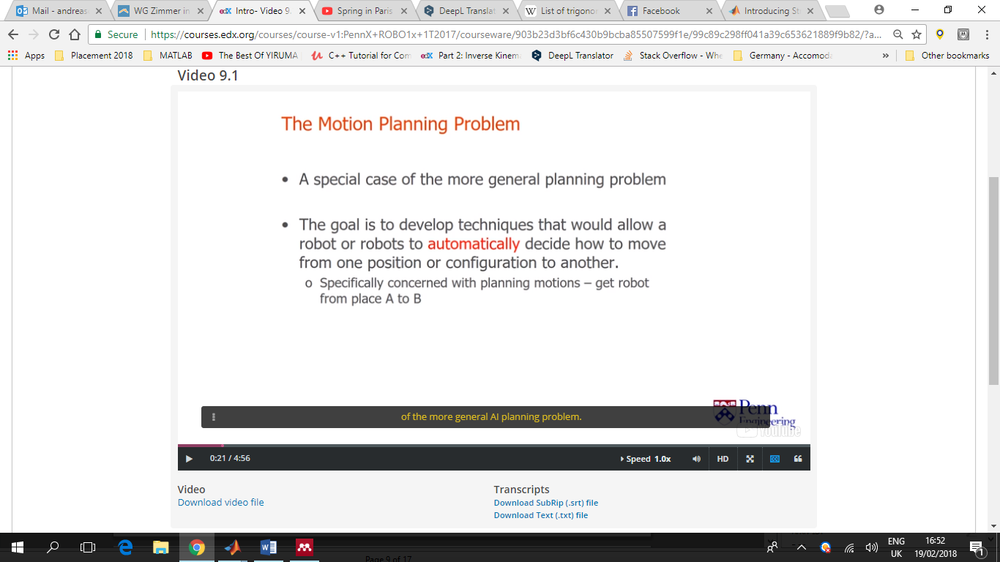 Mail - andreas
WG Zimmer in
Intro- Video 9.
Spring in Paris
DeepL Translat
List of trigono
Facebook
Introducing St
Secure
https://courses.edx.org/courses/course-v1:PennX+ROBO1x+1T2017/courseware/903b23d3bf6c430b9bcba85507599f1e/99c89c298ff041a39c653621889f9b82/?a...
Apps
Placement 2018
MATLAB
The Best Of YIRUMA
C++ Tutorial for Com
Part 2: Inverse Kinem
DeepL Translator
Stack Overflow - Whe
Germany - Accomoda
»
Other bookmarks
Video 9.1
The Motion Planning Problem
• A special case of the more general planning problem
• The goal is to develop techniques that would allow a
robot or robots to automatically decide how to move
from one position or configuration to another.
o Specifically concerned with planning motions – get robot
from place A to B
of the more general AI planning problem.
Penn
Engineering
YouTube
0:21 / 4:56
Speed 1.0x
HD
CC
Video
Download video file
Transcripts
Download SubRip (.srt) file
Download Text (.txt) file
Page 9 of 17
ENG
UK
16:52
19/02/2018
1